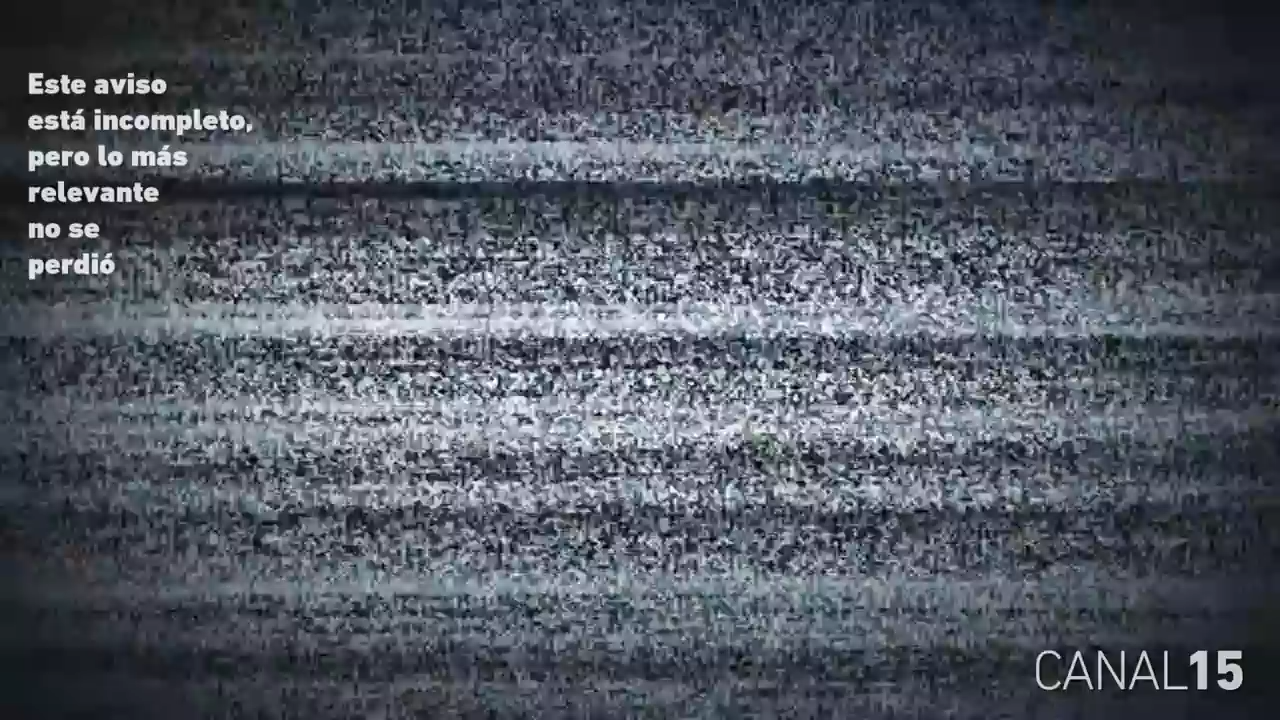 Este aviso
está incompleto,
pero lo más
relevante
no se
perdió
CANAL15